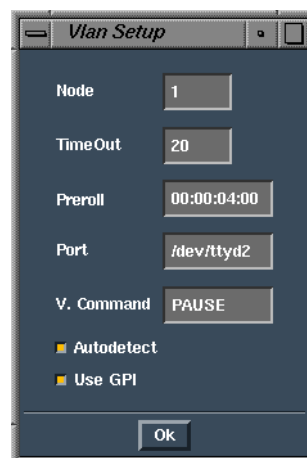 Vlan Setup
Node 1
TimeOut 20
Preroll 00:00:04:00
Port /dev/ttyd2
V. Command PAUSE
Autodetect
Use GPI
Ok